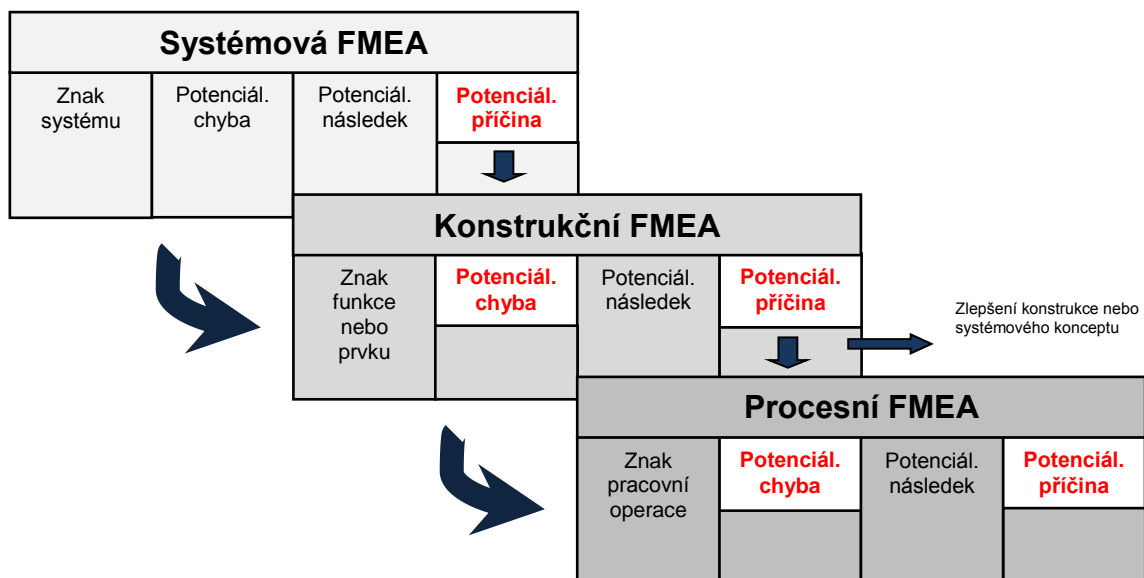 Systémová FMEA
Znak
systému
Potenciál.
chyba
Potenciál.
následek
Potenciál.
příčina
Konstrukční FMEA
Znak
funkce
nebo
prvku
Potenciál.
chyba
Potenciál.
následek
Potenciál.
příčina
Zlepšení konstrukce nebo
systémového konceptu
Procesní FMEA
Znak
pracovní
operace
Potenciál.
chyba
Potenciál.
následek
Potenciál.
příčina